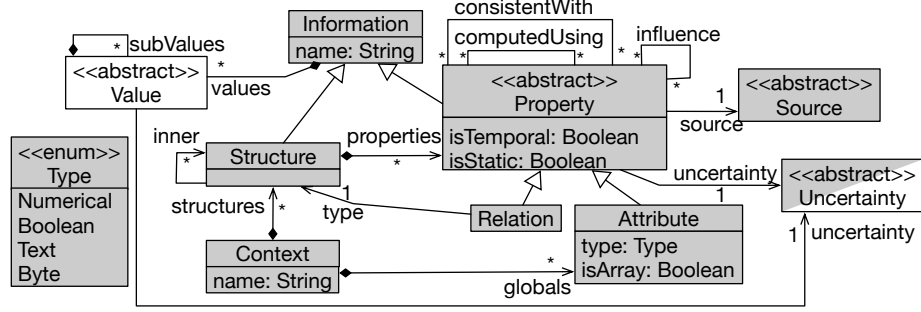 consistentWith
Information
name: String
subValues
*
*
*
computedUsing
*
*
*
influence
*
<<abstract>>
Value
*
values
<<abstract>>
Property
<<abstract>>
Source
1
source
isTemporal: Boolean
isStatic: Boolean
inner
*
Structure
properties
*
<<enum>>
Type
Numerical
Boolean
Text
Byte
structures
*
1
type
Relation
uncertainty
1
<<abstract>>
Uncertainty
Attribute
type: Type
isArray: Boolean
1
uncertainty
Context
name: String
*
globals